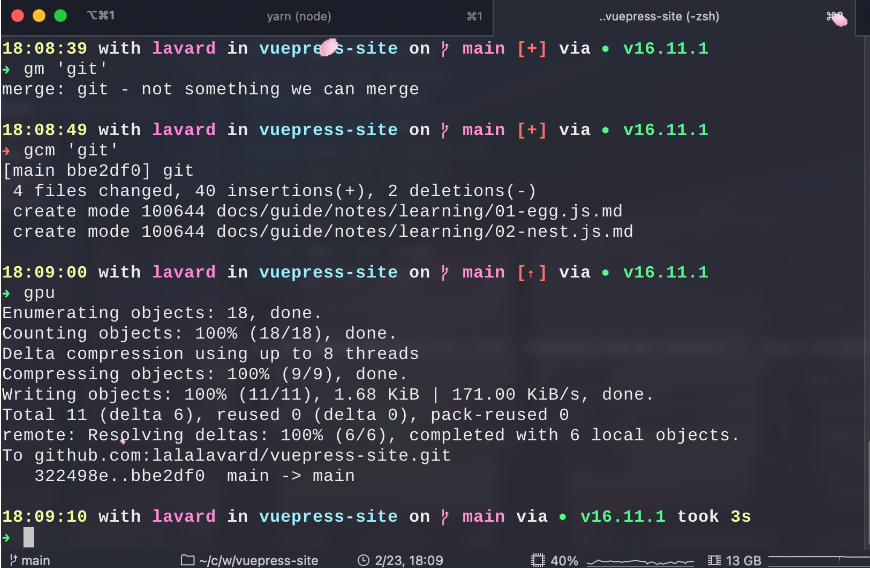 ⌥⌘1 yarn (node) ⌘1 ..vuepress-site (-zsh)
18:08:39 with lavard in vuepress-site on main [+] via v16.11.1
gm 'git'
merge: git - not something we can merge
18:08:49 with lavard in vuepress-site on main [+] via v16.11.1
gcm 'git'
[main bbe2df0] git
4 files changed, 40 insertions(+), 2 deletions(-)
create mode 100644 docs/guide/notes/learning/01-egg.js.md
create mode 100644 docs/guide/notes/learning/02-nest.js.md
18:09:00 with lavard in vuepress-site on main [↑] via v16.11.1
gpu
Enumerating objects: 18, done.
Counting objects: 100% (18/18), done.
Delta compression using up to 8 threads
Compressing objects: 100% (9/9), done.
Writing objects: 100% (11/11), 1.68 KiB | 171.00 KiB/s, done.
Total 11 (delta 6), reused 0 (delta 0), pack-reused 0
remote: Resolving deltas: 100% (6/6), completed with 6 local objects.
To github.com:lalalavard/vuepress-site.git
322498e..bbe2df0  main -> main
18:09:10 with lavard in vuepress-site on main via v16.11.1 took 3s
main ~/c/w/vuepress-site 2/23, 18:09 40% 13 GB